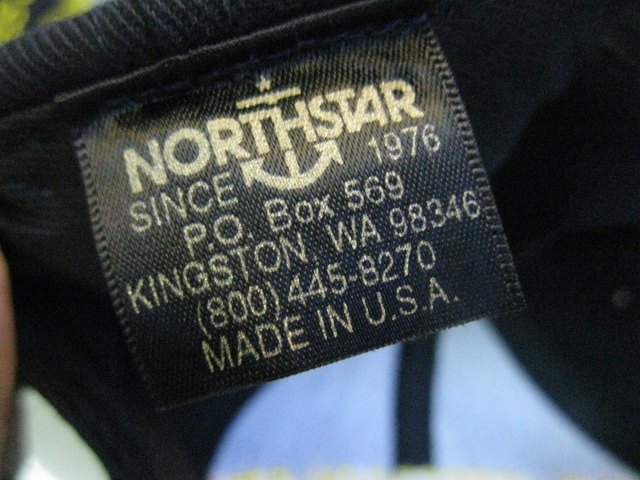 NORTHSTAR
SINCE 1976
P.O. Box 569
KINGSTON, WA 98346
(800) 445-8270
MADE IN U.S.A.